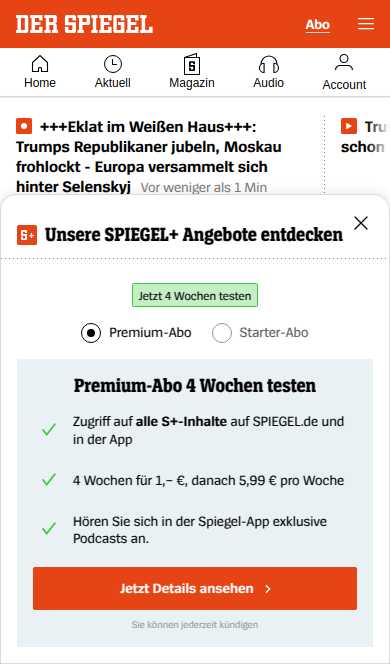 DER SPIEGEL
Abo
Home
Aktuell
Magazin
Audio
Account
+++Eklat im Weißen Haus+++:
Trumps Republikaner jubeln, Moskau
frohlockt - Europa versammelt sich
hinter Selenskyj Vor weniger als 1 Min
schon
S+ Unsere SPIEGEL+ Angebote entdecken
Jetzt 4 Wochen testen
Premium-Abo
Starter-Abo
Premium-Abo 4 Wochen testen
Zugriff auf alle S+-Inhalte auf SPIEGEL.de und
in der App
4 Wochen für 1,– €, danach 5,99 € pro Woche
Hören Sie sich in der Spiegel-App exklusive
Podcasts an.
Jetzt Details ansehen
Sie können jederzeit kündigen